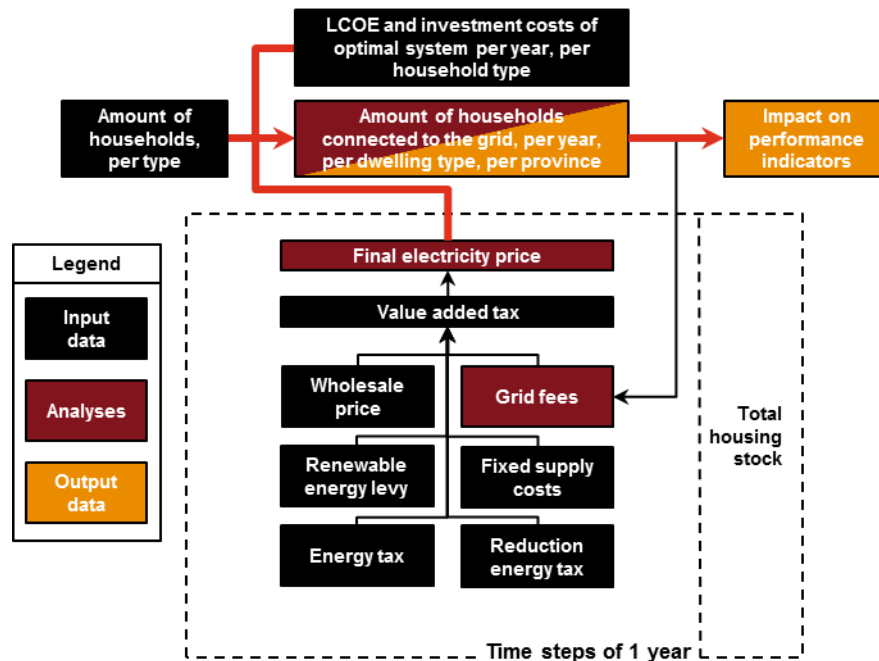 LCOE and investment costs of
optimal system per year, per
household type
Amount of
households,
per type
Amount of households
connected to the grid, per year,
per dwelling type, per province
Impact on
performance
indicators
Legend
Input
data
Analyses
Output
data
Final electricity price
Value added tax
Wholesale
price
Grid fees
Renewable
energy levy
Fixed supply
costs
Energy tax
Reduction
energy tax
Total
housing
stock
Time steps of 1 year